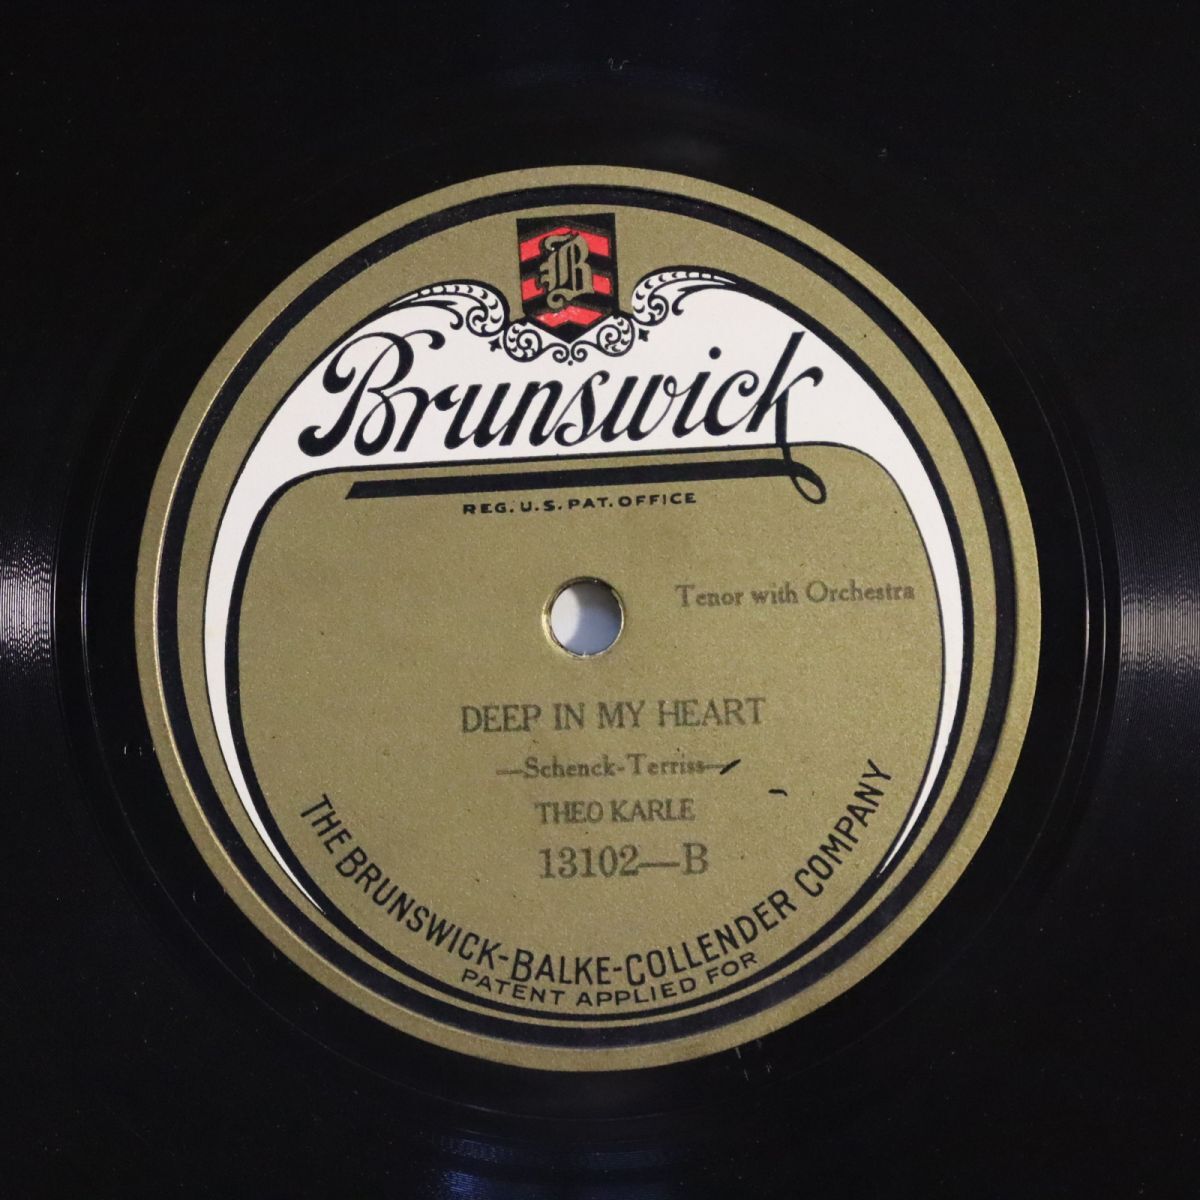 B
Brunswick
REG. U.S. PAT. OFFICE
Tenor with Orchestra
DEEP IN MY HEART
—Schenck-Terriss—
THEO KARLE
13102—B
THE BRUNSWICK-BALKE-COLLENDER COMPANY
PATENT APPLIED FOR